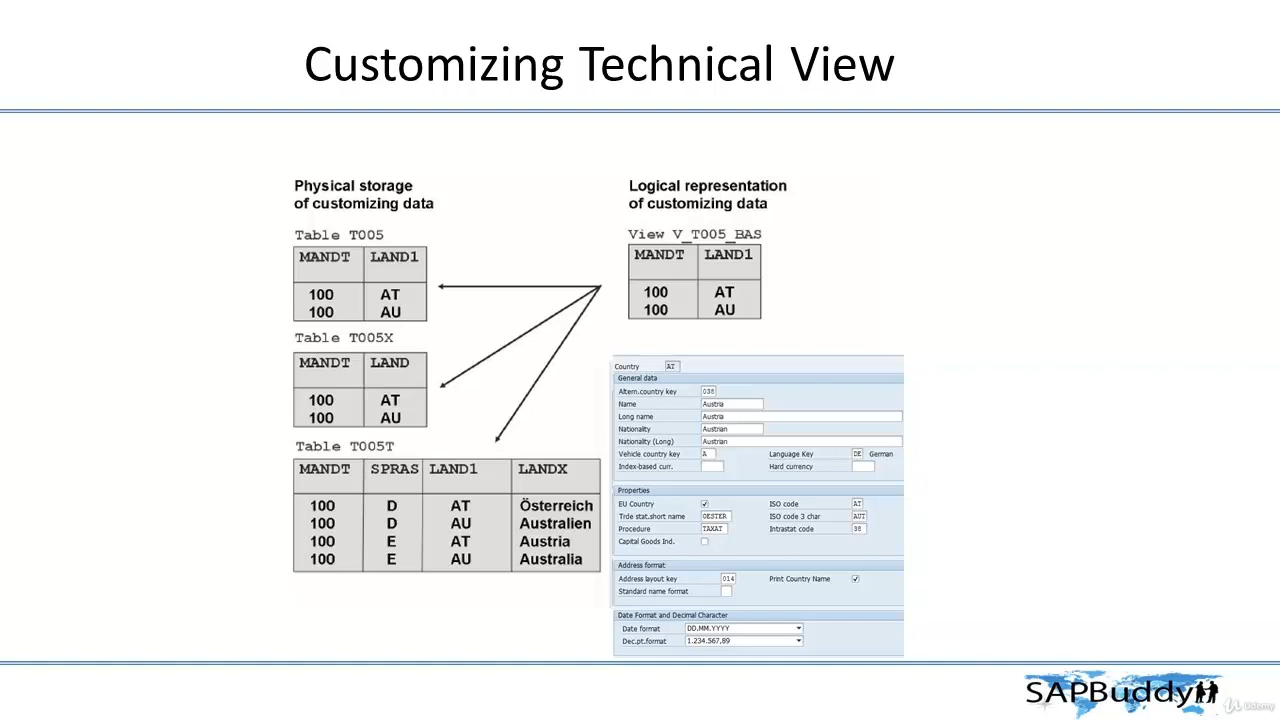 Customizing Technical View
Physical storage
of customizing data
Table T005
MANDT LAND1
100 AT
100 AU
Table T005X
MANDT LAND
100 AT
100 AU
Table T005T
MANDT SPRAS LAND1 LANDX
100 D AT Österreich
100 D AU Australien
100 E AT Austria
100 E AU Australia
Logical representation
of customizing data
View V_T005_BAS
MANDT LAND1
100 AT
100 AU
Country AT
General data
Altern.country key 038
Name Austria
Long name Austria
Nationality Austrian
Nationality (Long) Austrian
Vehicle country key A Language Key DE German
Index-based curr. Hard currency
Properties
EU Country ISO code AT
Trde stat.short name OESTER ISO code 3 char AUT
Procedure TAXAT Intrastat code 38
Capital Goods Ind.
Address format
Address layout key 014 Print Country Name
Standard name format
Date Format and Decimal Character
Date format DD.MM.YYYY
Dec.pt.format 1.234.567,89
SAPBuddy
Udemy